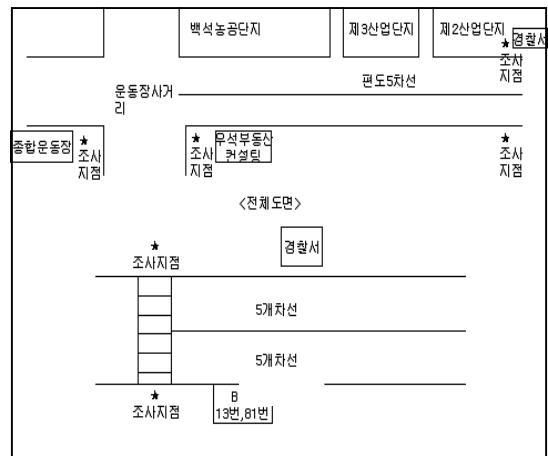 백석농공단지
제3산업단지
제2산업단지
경찰서
★
조사
지점
편도5차선
운동장사거
리
종합운동장
★
조사
지점
★
조사
지점
우석부동산
컨설팅
★
조사
지점
<전체도면>
★
조사지점
경찰서
5개차선
5개차선
★
조사지점
B
13번,81번